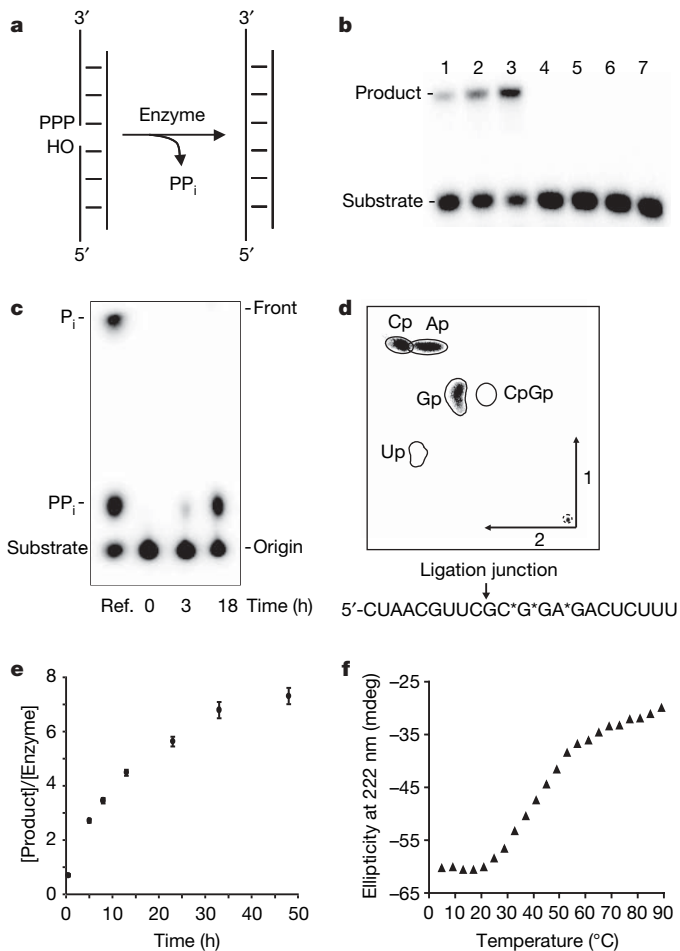 a
3′
3′
PPP
HO
Enzyme
PPi
5′
5′
b
1 2 3 4 5 6 7
Product
Substrate
c
Pi
Front
PPi
Substrate
Origin
Ref. 0 3 18 Time (h)
d
Cp Ap
Gp
CpGp
Up
1
2
Ligation junction
5′-CUAACGUUCGC*G*GA*GACUCUUU
e
[Product]/[Enzyme]
8
6
4
2
0
0 10 20 30 40 50
Time (h)
f
Ellipticity at 222 nm (mdeg)
−25
−35
−45
−55
−65
0 10 20 30 40 50 60 70 80 90
Temperature (°C)